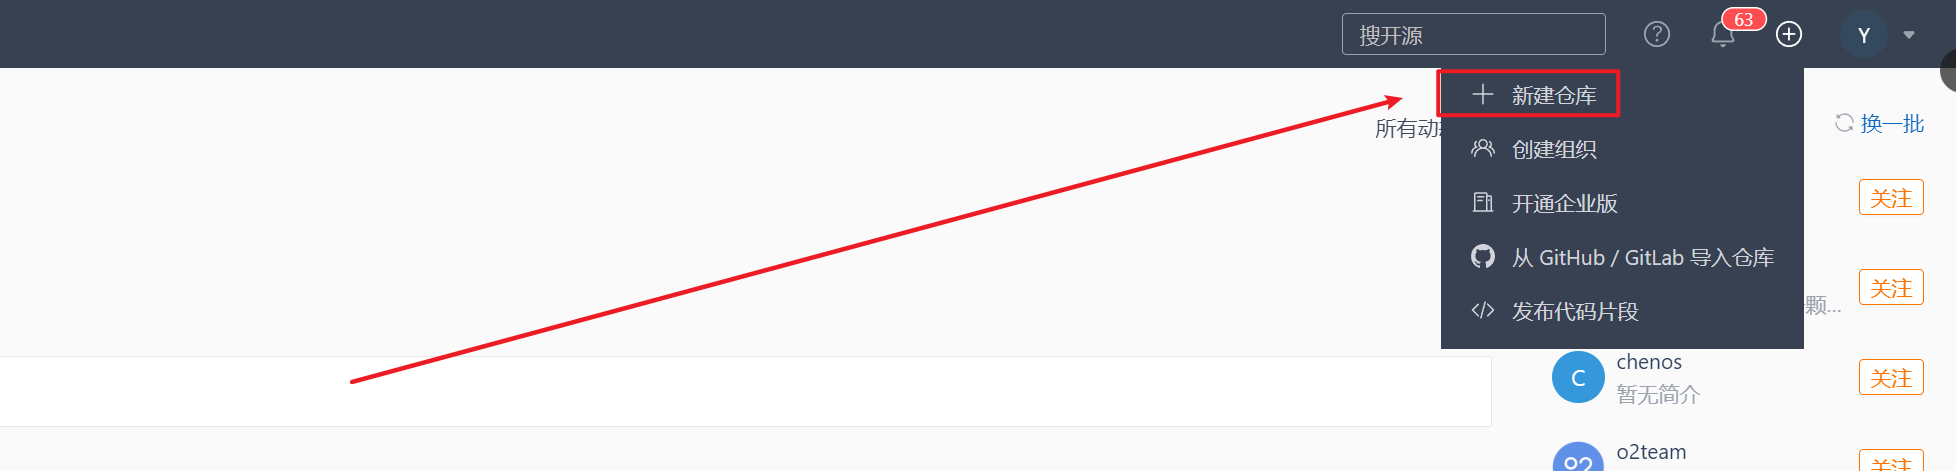 搜开源
63
Y
新建仓库
所有动
换一批
创建组织
关注
开通企业版
从 GitHub / GitLab 导入仓库
关注
颗...
发布代码片段
C
chenos
暂无简介
关注
o2team
关注